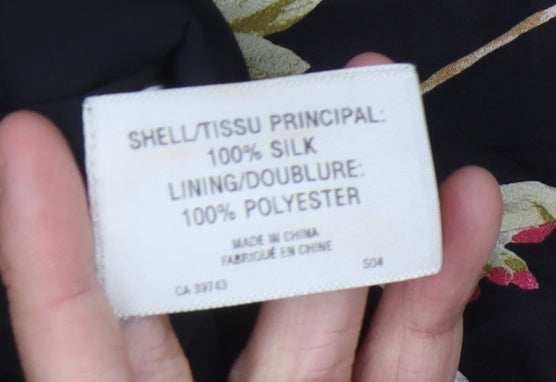 SHELL/TISSU PRINCIPAL:
100% SILK
LINING/DOUBLURE:
100% POLYESTER
MADE IN CHINA
FABRIQUÉ EN CHINE
CA 39743
S04